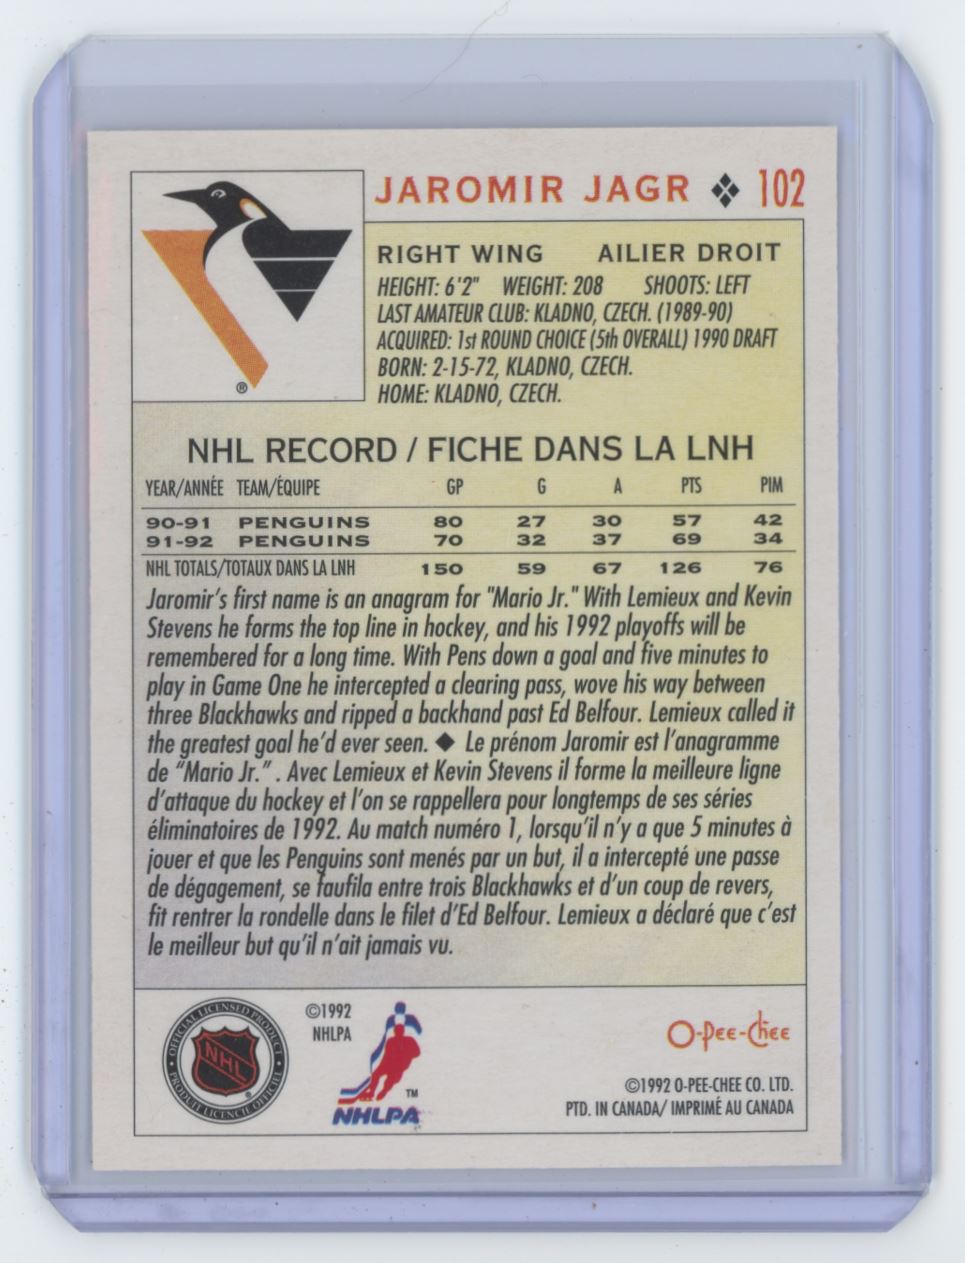 JAROMIR JAGR ❖ 102
RIGHT WING AILIER DROIT
HEIGHT: 6'2" WEIGHT: 208 SHOOTS: LEFT
LAST AMATEUR CLUB: KLADNO, CZECH. (1989-90)
ACQUIRED: 1st ROUND CHOICE (5th OVERALL) 1990 DRAFT
BORN: 2-15-72, KLADNO, CZECH.
HOME: KLADNO, CZECH.
®
NHL RECORD / FICHE DANS LA LNH
YEAR/ANNÉE TEAM/ÉQUIPE GP G A PTS PIM
90-91 PENGUINS 80 27 30 57 42
91-92 PENGUINS 70 32 37 69 34
NHL TOTALS/TOTAUX DANS LA LNH 150 59 67 126 76
Jaromir's first name is an anagram for "Mario Jr." With Lemieux and Kevin
Stevens he forms the top line in hockey, and his 1992 playoffs will be
remembered for a long time. With Pens down a goal and five minutes to
play in Game One he intercepted a clearing pass, wove his way between
three Blackhawks and ripped a backhand past Ed Belfour. Lemieux called it
the greatest goal he'd ever seen. ◆ Le prénom Jaromir est l'anagramme
de "Mario Jr." . Avec Lemieux et Kevin Stevens il forme la meilleure ligne
d'attaque du hockey et l'on se rappellera pour longtemps de ses séries
éliminatoires de 1992. Au match numéro 1, lorsqu'il n'y a que 5 minutes à
jouer et que les Penguins sont menés par un but, il a intercepté une passe
de dégagement, se faufila entre trois Blackhawks et d'un coup de revers,
fit rentrer la rondelle dans le filet d'Ed Belfour. Lemieux a déclaré que c'est
le meilleur but qu'il n'ait jamais vu.
OFFICIAL LICENSED PRODUCT
NHL
®
PRODUIT LICENCIÉ OFFICIEL
©1992
NHLPA
TM
NHLPA
O-PEE-CHEE
©1992 O-PEE-CHEE CO. LTD.
PTD. IN CANADA/ IMPRIMÉ AU CANADA